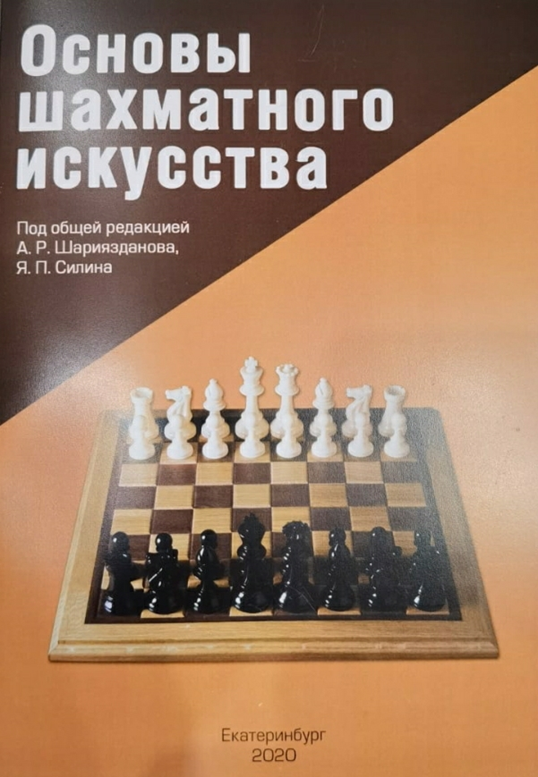 Основы
шахматного
искусства
Под общей редакцией
А. Р. Шариязданова,
Я. П. Силина
Екатеринбург
2020